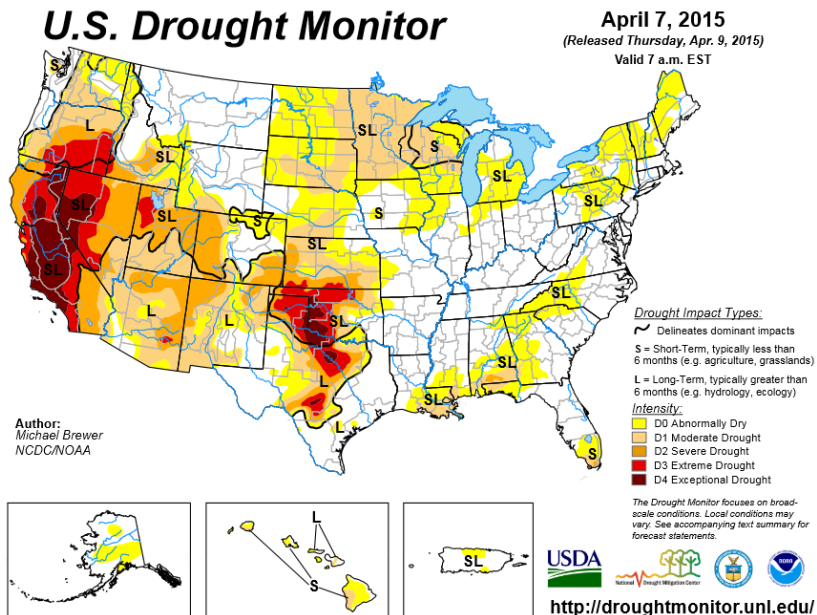 U.S. Drought Monitor
April 7, 2015
(Released Thursday, Apr. 9, 2015)
Valid 7 a.m. EST
S
L
SL
SL
S
SL
SL
SL
S
S
SL
SL
SL
SL
L
L
SL
SL
SL
L
SL
L
S
Drought Impact Types:
Delineates dominant impacts
S = Short-Term, typically less than
6 months (e.g. agriculture, grasslands)
L = Long-Term, typically greater than
6 months (e.g. hydrology, ecology)
Intensity:
D0 Abnormally Dry
D1 Moderate Drought
D2 Severe Drought
D3 Extreme Drought
D4 Exceptional Drought
Author:
Michael Brewer
NCDC/NOAA
The Drought Monitor focuses on broad-
scale conditions. Local conditions may
vary. See accompanying text summary for
forecast statements.
L
S
SL
USDA
National Drought Mitigation Center
NOAA
http://droughtmonitor.unl.edu/